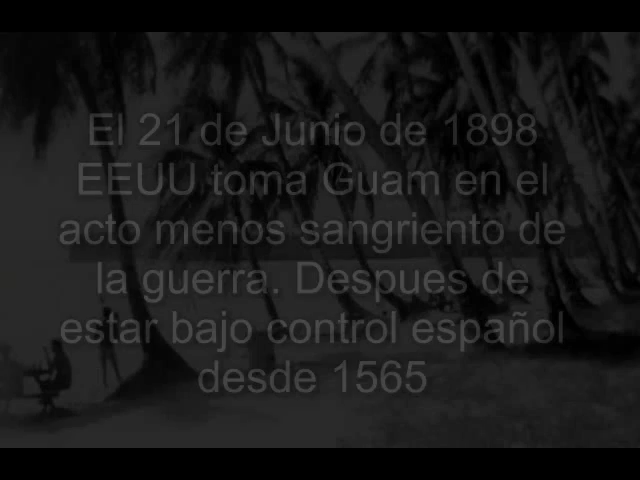 El 21 de Junio de 1898
EEUU toma Guam en el
acto menos sangriento de
la guerra. Despues de
estar bajo control español
desde 1565